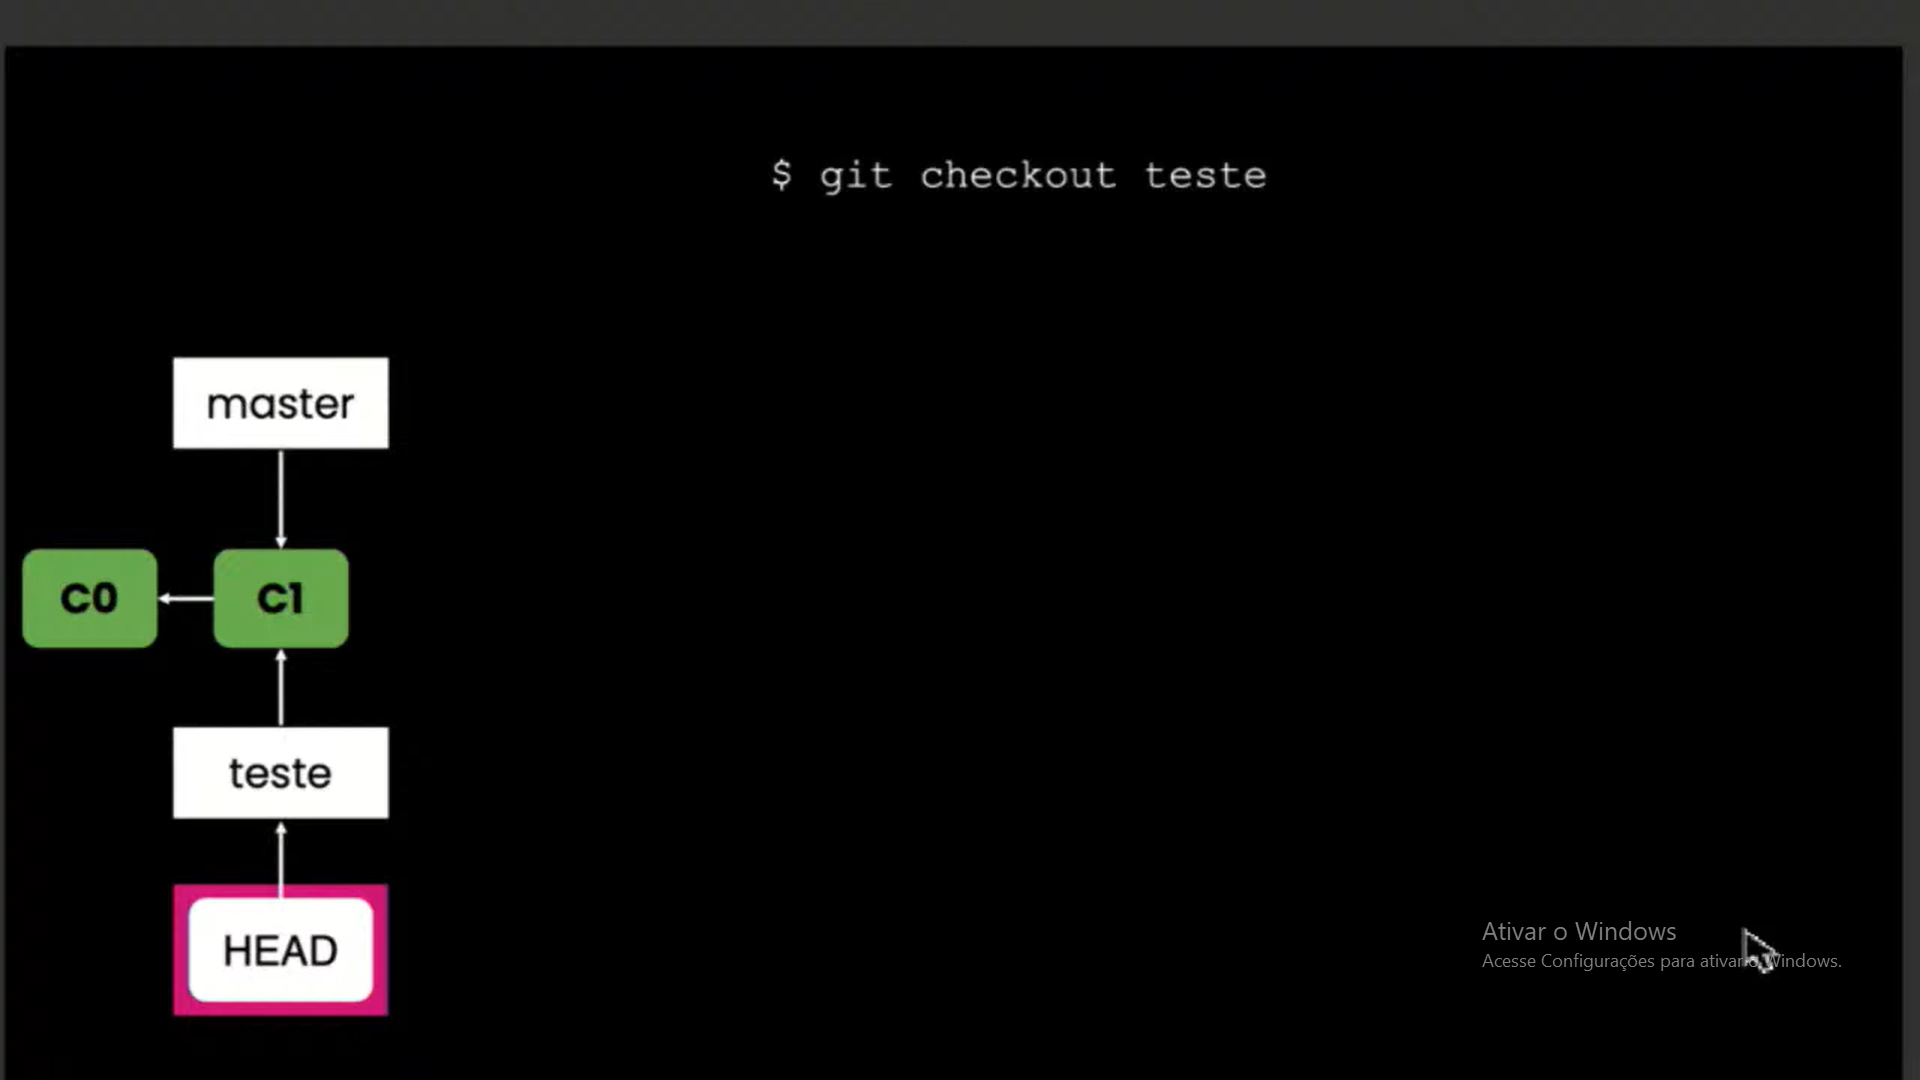 $ git checkout teste
master
C0
C1
teste
HEAD
Ativar o Windows
Acesse Configurações para ativar o Windows.